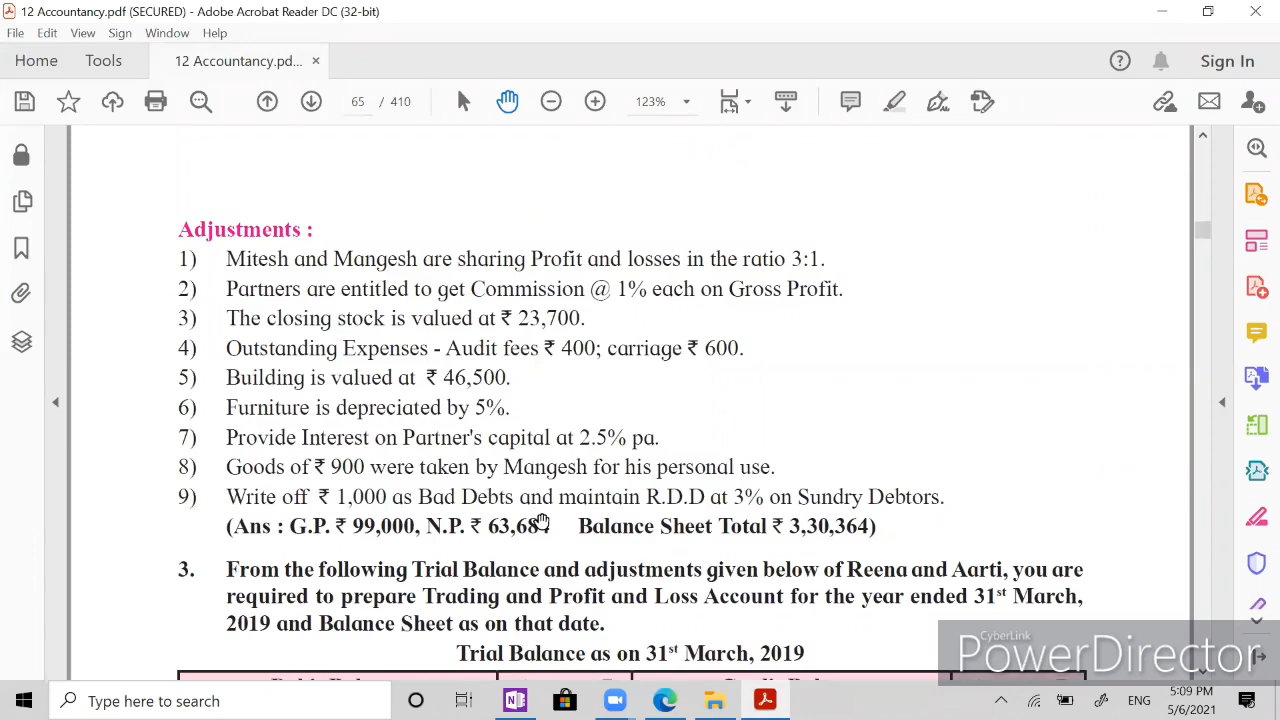 12 Accountancy.pdf (SECURED) - Adobe Acrobat Reader DC (32-bit)
File Edit View Sign Window Help
Home Tools 12 Accountancy.pd... × Sign In
65 / 410 123%
Adjustments :
1) Mitesh and Mangesh are sharing Profit and losses in the ratio 3:1.
2) Partners are entitled to get Commission @ 1% each on Gross Profit.
3) The closing stock is valued at ₹ 23,700.
4) Outstanding Expenses - Audit fees ₹ 400; carriage ₹ 600.
5) Building is valued at ₹ 46,500.
6) Furniture is depreciated by 5%.
7) Provide Interest on Partner's capital at 2.5% pa.
8) Goods of ₹ 900 were taken by Mangesh for his personal use.
9) Write off ₹ 1,000 as Bad Debts and maintain R.D.D at 3% on Sundry Debtors.
(Ans : G.P. ₹ 99,000, N.P. ₹ Balance Sheet Total ₹ 3,30,364)
3. From the following Trial Balance and adjustments given below of Reena and Aarti, you are
required to prepare Trading and Profit and Loss Account for the year ended 31st March,
2019 and Balance Sheet as on that date.
Trial Balance as on 31st March, 2019
CyberLink
PowerDirector
Type here to search
ENG
5:09 PM
5/6/2021